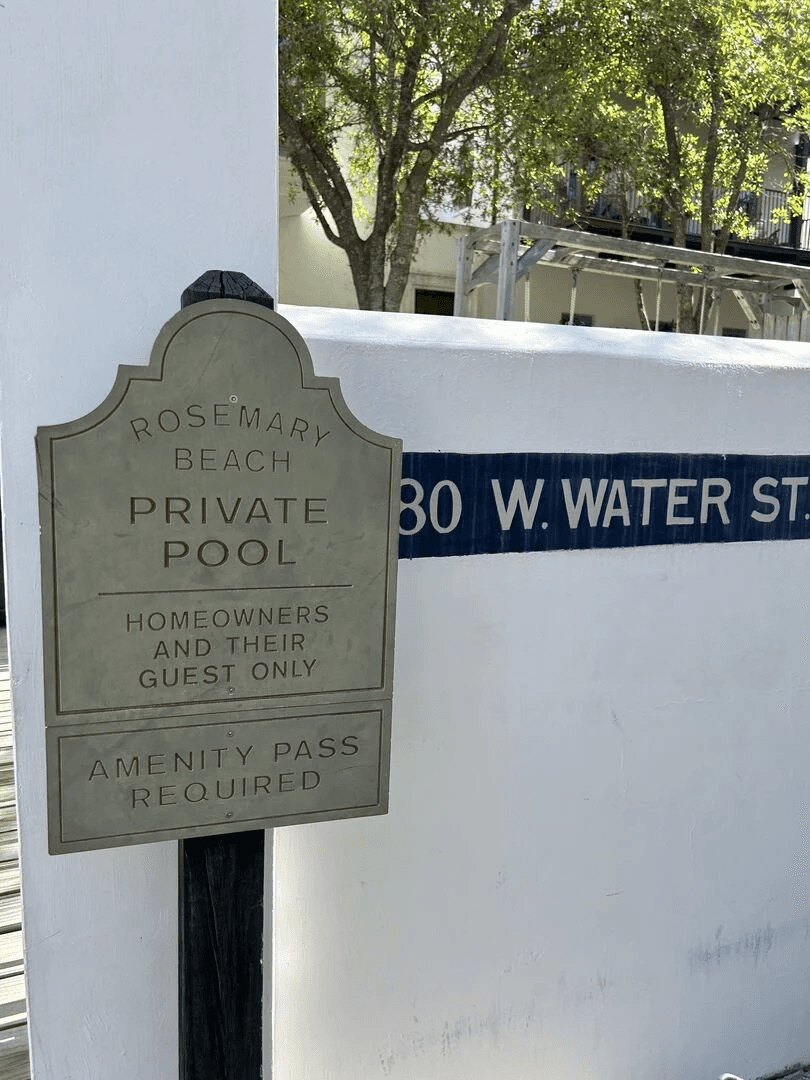 ROSEMARY
BEACH
PRIVATE
POOL
HOMEOWNERS
AND THEIR
GUEST ONLY
AMENITY PASS
REQUIRED
80 W. WATER ST.